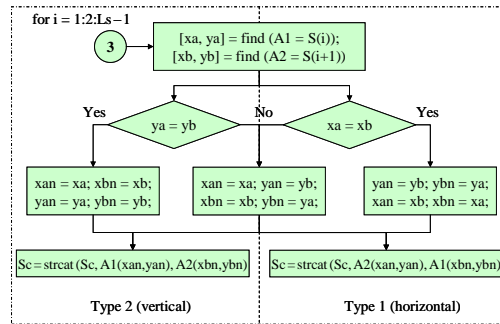 for i = 1:2:Ls−1
3
[xa, ya] = find (A1 = S(i));
[xb, yb] = find (A2 = S(i+1))
Yes
No
Yes
ya = yb
xa = xb
xan = xa; xbn = xb;
yan = ya; ybn = yb;
xan = xa; yan = yb;
xbn = xb; ybn = ya;
yan = yb; ybn = ya;
xan = xb; xbn = xa;
Sc = strcat (Sc, A1(xan,yan), A2(xbn,ybn)
Sc = strcat (Sc, A2(xan,yan), A1(xbn,ybn)
Type 2 (vertical)
Type 1 (horizontal)